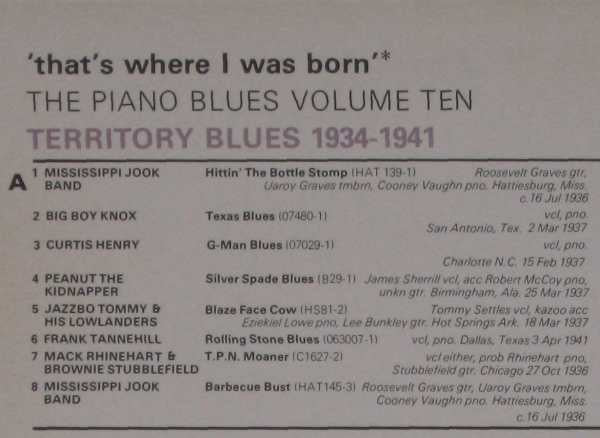 'that's where I was born'*
THE PIANO BLUES VOLUME TEN
TERRITORY BLUES 1934-1941
A
1 MISSISSIPPI JOOK BAND Hittin' The Bottle Stomp (HAT 139-1) Roosevelt Graves gtr,
Uaroy Graves tmbrn, Cooney Vaughn pno. Hattiesburg, Miss.
c.16 Jul 1936
2 BIG BOY KNOX Texas Blues (07480-1) vcl, pno.
San Antonio, Tex. 2 Mar 1937
3 CURTIS HENRY G-Man Blues (07029-1) vcl, pno.
Charlotte N.C. 15 Feb 1937
4 PEANUT THE KIDNAPPER Silver Spade Blues (B29-1) James Sherrill vcl, acc Robert McCoy pno,
unkn gtr. Birmingham, Ala. 25 Mar 1937
5 JAZZBO TOMMY & HIS LOWLANDERS Blaze Face Cow (HS81-2) Tommy Settles vcl, kazoo acc
Eziekiel Lowe pno, Lee Bunkley gtr. Hot Springs Ark. 18 Mar 1937
6 FRANK TANNEHILL Rolling Stone Blues (063007-1) vcl, pno. Dallas, Texas 3 Apr 1941
7 MACK RHINEHART & BROWNIE STUBBLEFIELD T.P.N. Moaner (C1627-2) vcl either, prob Rhinehart pno,
Stubblefield gtr. Chicago 27 Oct 1936
8 MISSISSIPPI JOOK BAND Barbecue Bust (HAT145-3) Roosevelt Graves gtr, Uaroy Graves tmbrn,
Cooney Vaughn pno. Hattiesburg, Miss.
c.16 Jul 1936